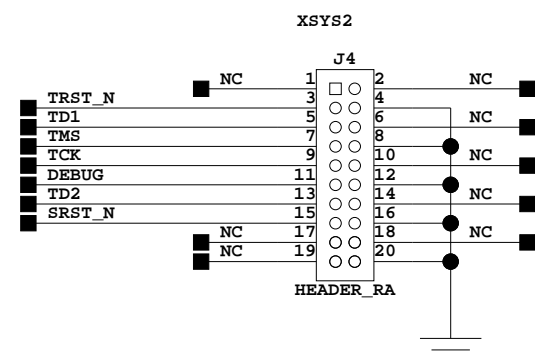 XSYS2
J4
NC 1 2 NC
TRST_N 3 4
TD1 5 6 NC
TMS 7 8
TCK 9 10 NC
DEBUG 11 12
TD2 13 14 NC
SRST_N 15 16
NC 17 18 NC
NC 19 20
HEADER_RA